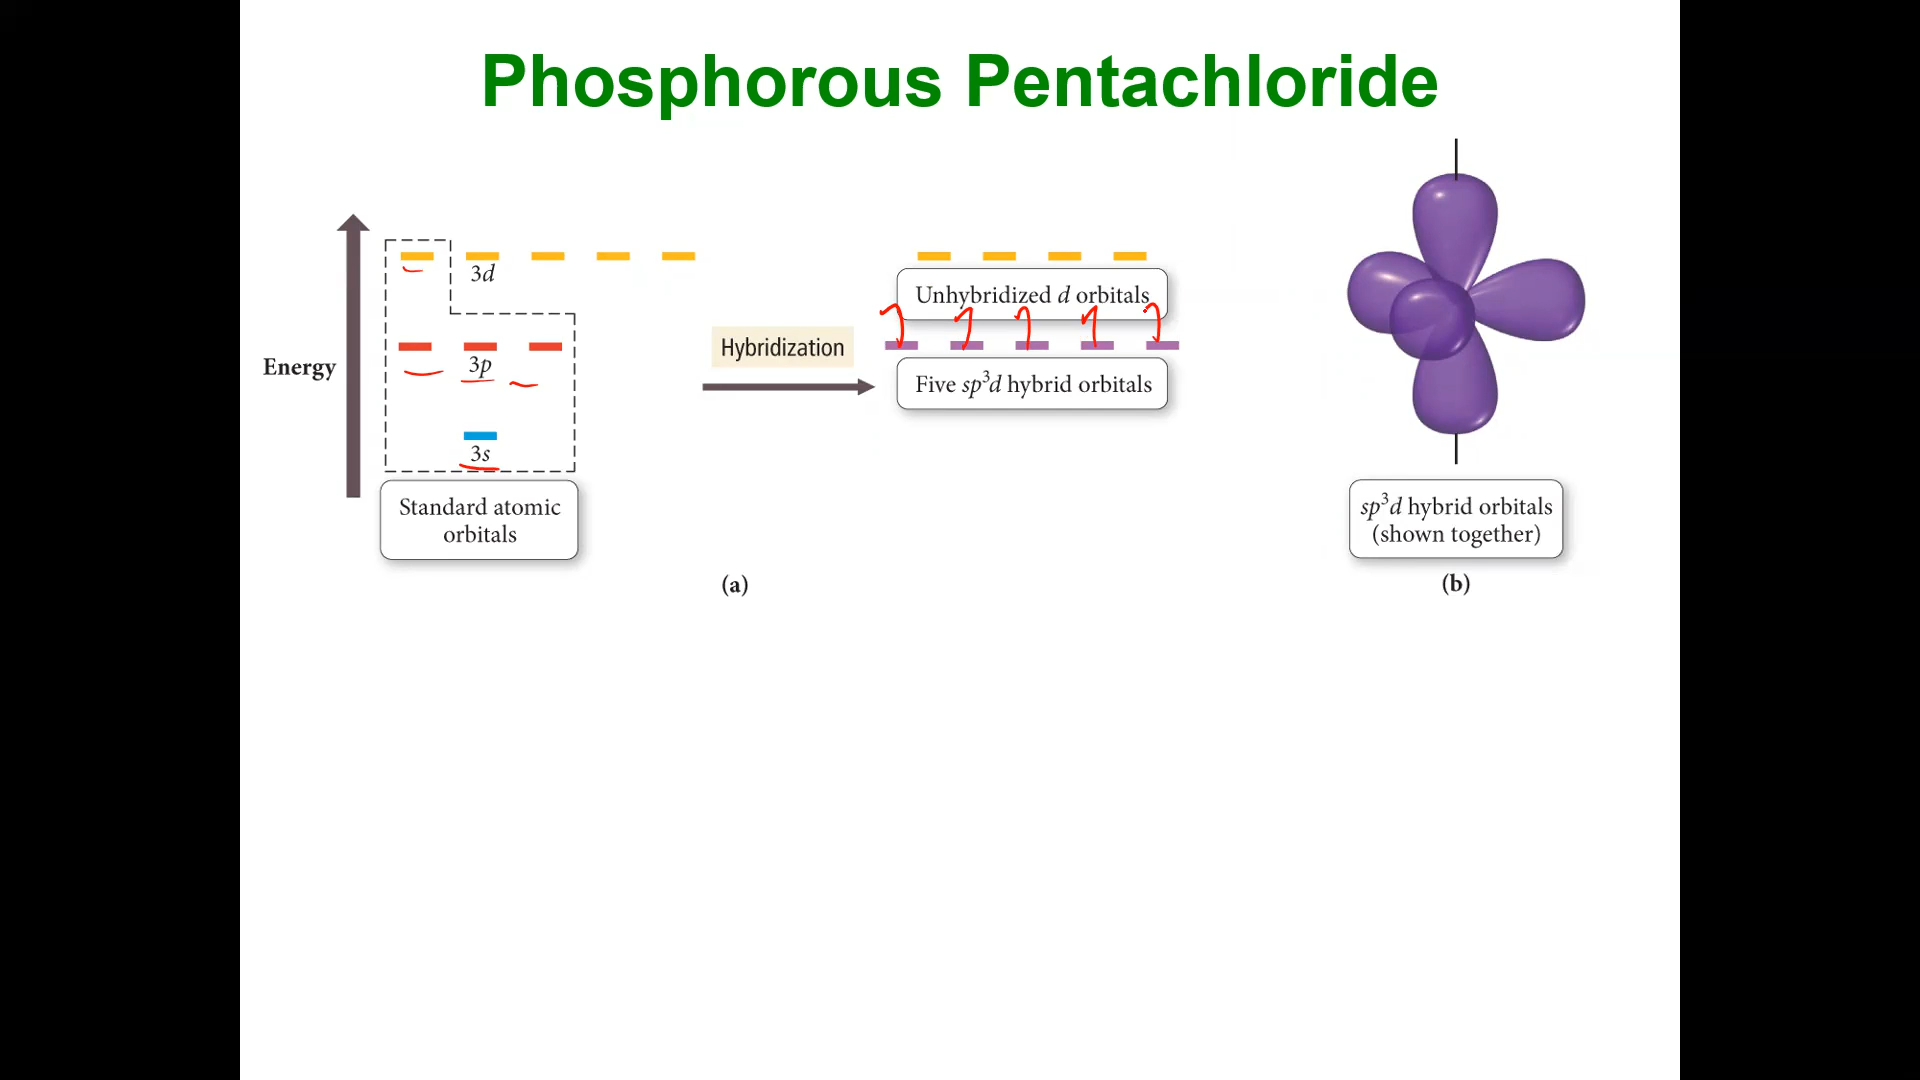 Phosphorous Pentachloride
3d
Unhybridized d orbitals
Energy
3p
Hybridization
Five sp³d hybrid orbitals
3s
Standard atomic
orbitals
sp³d hybrid orbitals
(shown together)
(a)
(b)